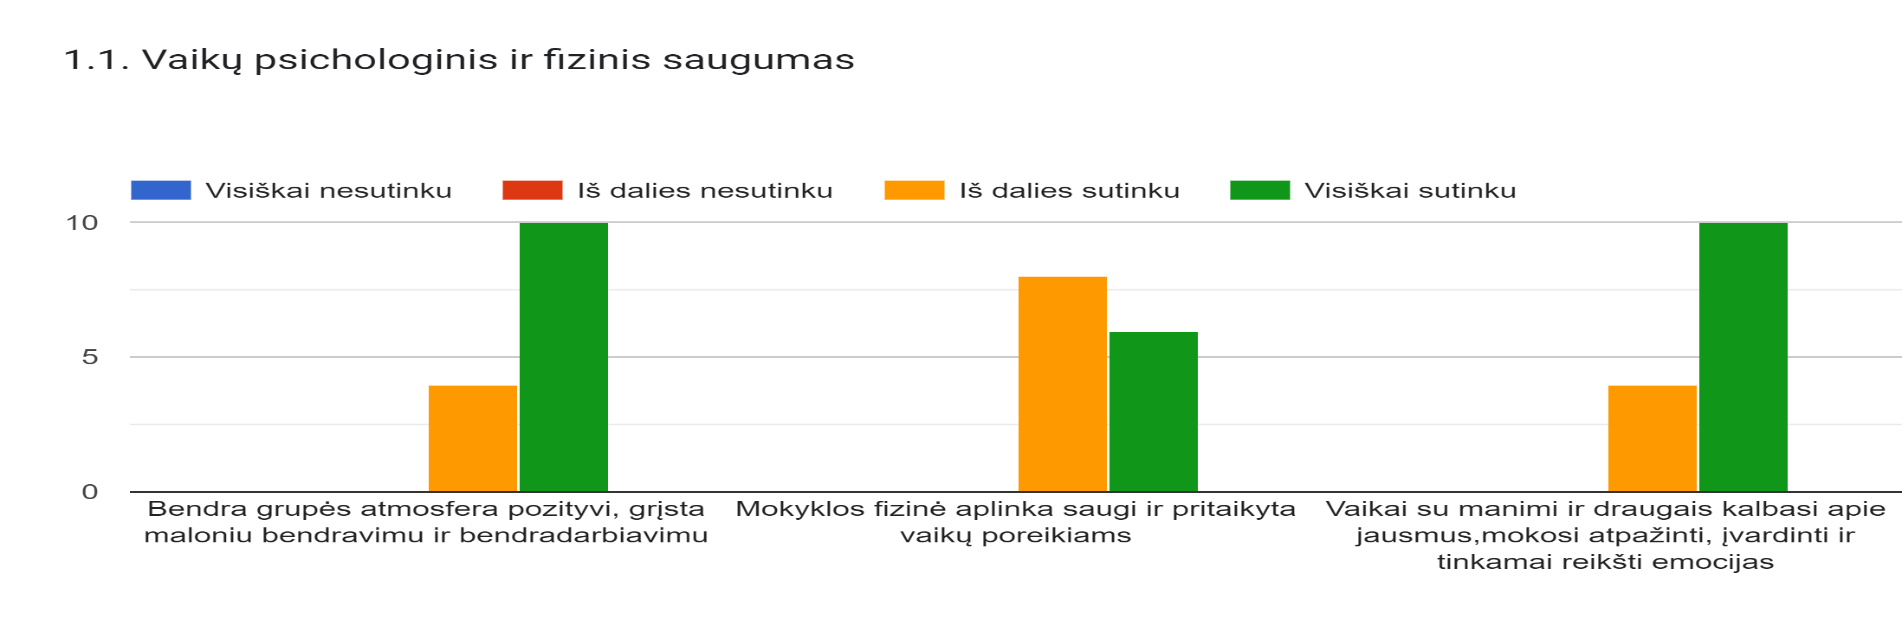 1.1. Vaikų psichologinis ir fizinis saugumas
Visiškai nesutinku
Iš dalies nesutinku
Iš dalies sutinku
Visiškai sutinku
10
5
0
Bendra grupės atmosfera pozityvi, grįsta
maloniu bendravimu ir bendradarbiavimu
Mokyklos fizinė aplinka saugi ir pritaikyta
vaikų poreikiams
Vaikai su manimi ir draugais kalbasi apie
jausmus,mokosi atpažinti, įvardinti ir
tinkamai reikšti emocijas